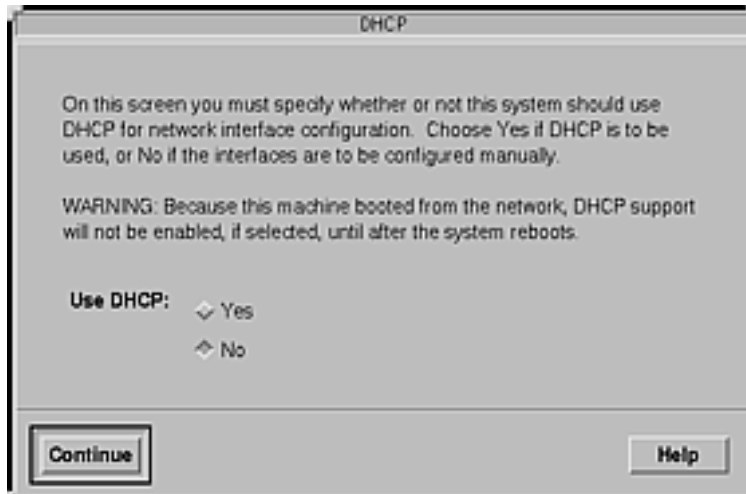 DHCP
On this screen you must specify whether or not this system should use
DHCP for network interface configuration. Choose Yes if DHCP is to be
used, or No if the interfaces are to be configured manually.
WARNING: Because this machine booted from the network, DHCP support
will not be enabled, if selected, until after the system reboots.
Use DHCP:
Yes
No
Continue
Help